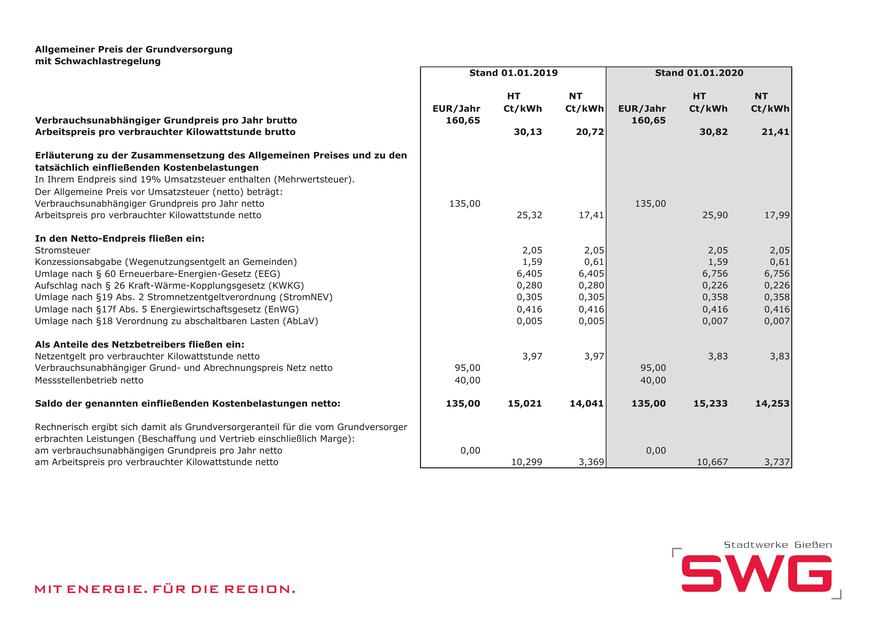 Allgemeiner Preis der Grundversorgung
mit Schwachlastregelung
Stand 01.01.2019 Stand 01.01.2020
HT NT HT NT
EUR/Jahr Ct/kWh Ct/kWh EUR/Jahr Ct/kWh Ct/kWh
Verbrauchsunabhängiger Grundpreis pro Jahr brutto 160,65 160,65
Arbeitspreis pro verbrauchter Kilowattstunde brutto 30,13 20,72 30,82 21,41
Erläuterung zu der Zusammensetzung des Allgemeinen Preises und zu den
tatsächlich einfließenden Kostenbelastungen
In Ihrem Endpreis sind 19% Umsatzsteuer enthalten (Mehrwertsteuer).
Der Allgemeine Preis vor Umsatzsteuer (netto) beträgt:
Verbrauchsunabhängiger Grundpreis pro Jahr netto 135,00 135,00
Arbeitspreis pro verbrauchter Kilowattstunde netto 25,32 17,41 25,90 17,99
In den Netto-Endpreis fließen ein:
Stromsteuer 2,05 2,05 2,05 2,05
Konzessionsabgabe (Wegenutzungsentgelt an Gemeinden) 1,59 0,61 1,59 0,61
Umlage nach § 60 Erneuerbare-Energien-Gesetz (EEG) 6,405 6,405 6,756 6,756
Aufschlag nach § 26 Kraft-Wärme-Kopplungsgesetz (KWKG) 0,280 0,280 0,226 0,226
Umlage nach §19 Abs. 2 Stromnetzentgeltverordnung (StromNEV) 0,305 0,305 0,358 0,358
Umlage nach §17f Abs. 5 Energiewirtschaftsgesetz (EnWG) 0,416 0,416 0,416 0,416
Umlage nach §18 Verordnung zu abschaltbaren Lasten (AbLaV) 0,005 0,005 0,007 0,007
Als Anteile des Netzbetreibers fließen ein:
Netzentgelt pro verbrauchter Kilowattstunde netto 3,97 3,97 3,83 3,83
Verbrauchsunabhängiger Grund- und Abrechnungspreis Netz netto 95,00 95,00
Messstellenbetrieb netto 40,00 40,00
Saldo der genannten einfließenden Kostenbelastungen netto: 135,00 15,021 14,041 135,00 15,233 14,253
Rechnerisch ergibt sich damit als Grundversorgeranteil für die vom Grundversorger
erbrachten Leistungen (Beschaffung und Vertrieb einschließlich Marge):
am verbrauchsunabhängigen Grundpreis pro Jahr netto 0,00 0,00
am Arbeitspreis pro verbrauchter Kilowattstunde netto 10,299 3,369 10,667 3,737
Stadtwerke Gießen
SWG
MIT ENERGIE. FÜR DIE REGION.